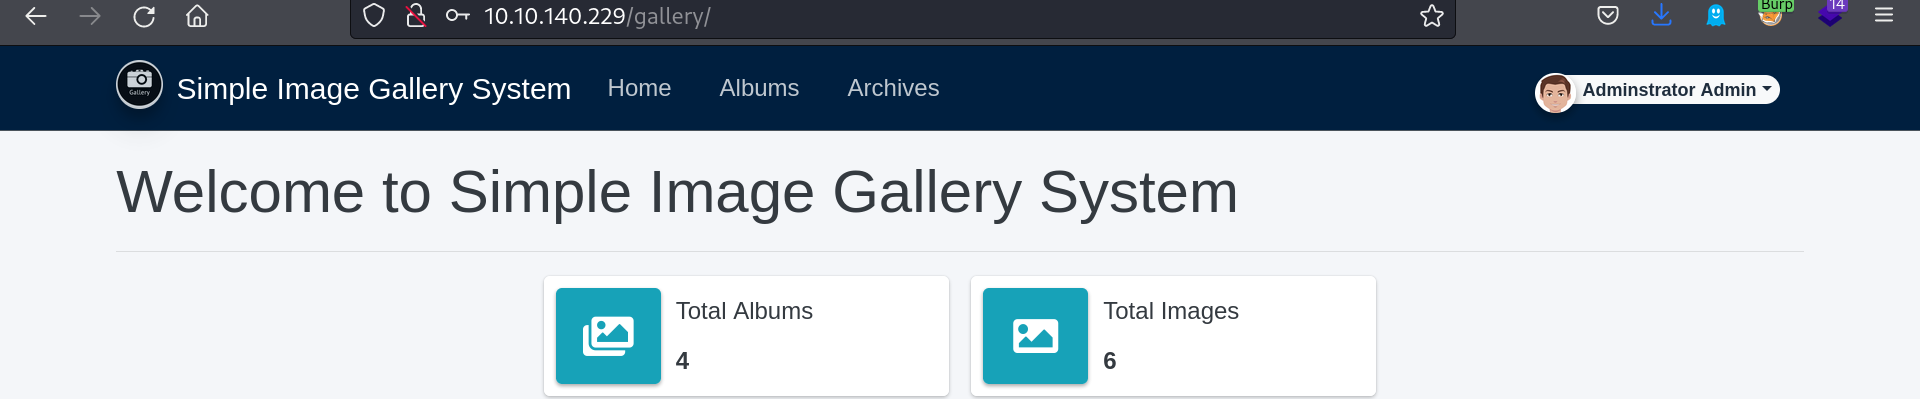 Burp
14
10.10.140.229/gallery/
Gallery
Simple Image Gallery System
Home
Albums
Archives
Adminstrator Admin
Welcome to Simple Image Gallery System
Total Albums
4
Total Images
6